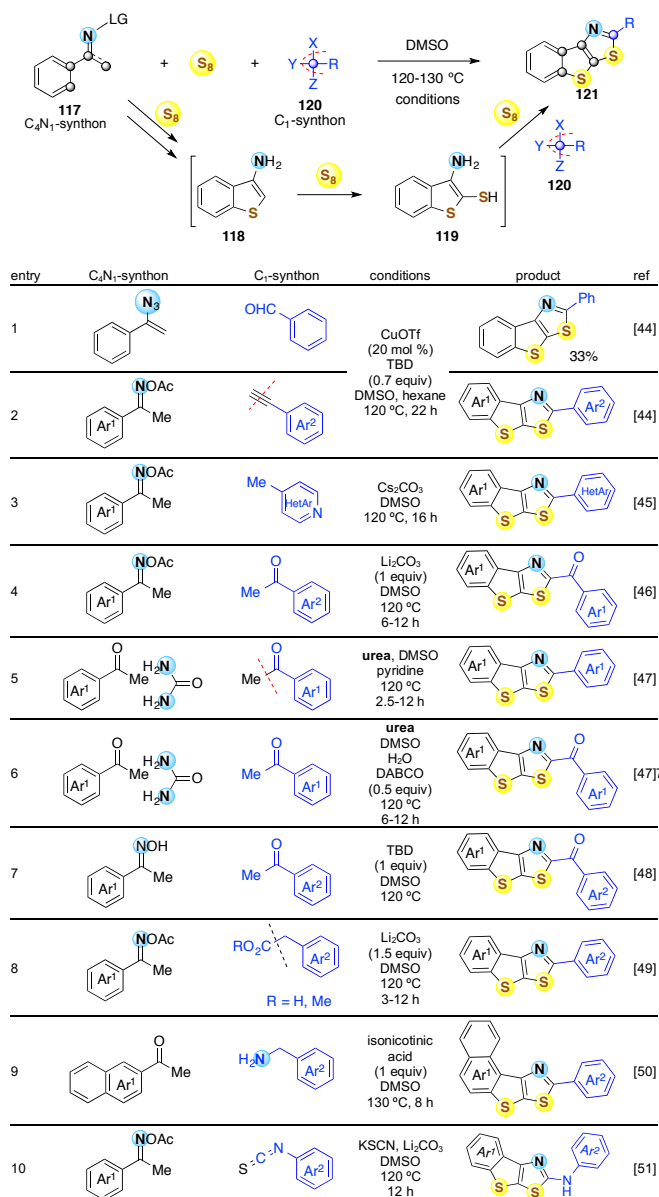 LG
N
117
C₄N₁-synthon
+
S₈
+
X
Y
R
Z
120
C₁-synthon
DMSO
120-130 ºC
conditions
N
R
S
S
121
S₈
NH₂
S
118
S₈
NH₂
SH
S
119
S₈
X
Y
R
Z
120
entry C₄N₁-synthon C₁-synthon conditions product ref
1
N₃
OHC
CuOTf
(20 mol %)
TBD
(0.7 equiv)
DMSO, hexane
120 ºC, 22 h
N
Ph
S
S
33%
[44]
2
NOAc
Ar¹
Me
Ar²
Ar¹
N
S
S
Ar²
[44]
3
NOAc
Ar¹
Me
Me
HetAr
N
Cs₂CO₃
DMSO
120 ºC, 16 h
Ar¹
N
S
S
HetAr
[45]
4
NOAc
Ar¹
Me
O
Me
Ar²
Li₂CO₃
(1 equiv)
DMSO
120 ºC
6-12 h
Ar¹
N
O
S
S
Ar¹
[46]
5
O
Ar¹
Me
H₂N
O
H₂N
O
Me
Ar¹
urea, DMSO
pyridine
120 ºC
2.5-12 h
Ar¹
N
S
S
Ar¹
[47]
6
O
Ar¹
Me
H₂N
O
H₂N
O
Me
Ar¹
urea
DMSO
H₂O
DABCO
(0.5 equiv)
120 ºC
6-12 h
Ar¹
N
O
S
S
Ar¹
[47]7
7
NOH
Ar¹
Me
O
Me
Ar²
TBD
(1 equiv)
DMSO
120 ºC
Ar¹
N
O
S
S
Ar²
[48]
8
NOAc
Ar¹
Me
RO₂C
Ar²
R = H, Me
Li₂CO₃
(1.5 equiv)
DMSO
120 ºC
3-12 h
Ar¹
N
S
S
Ar²
[49]
9
O
Ar¹
Me
H₂N
Ar²
isonicotinic
acid
(1 equiv)
DMSO
130 ºC, 8 h
Ar¹
N
S
S
Ar²
[50]
10
NOAc
Ar¹
Me
S
C
N
Ar²
KSCN, Li₂CO₃
DMSO
120 ºC
12 h
Ar¹
N
Ar²
S
S
N
H
[51]